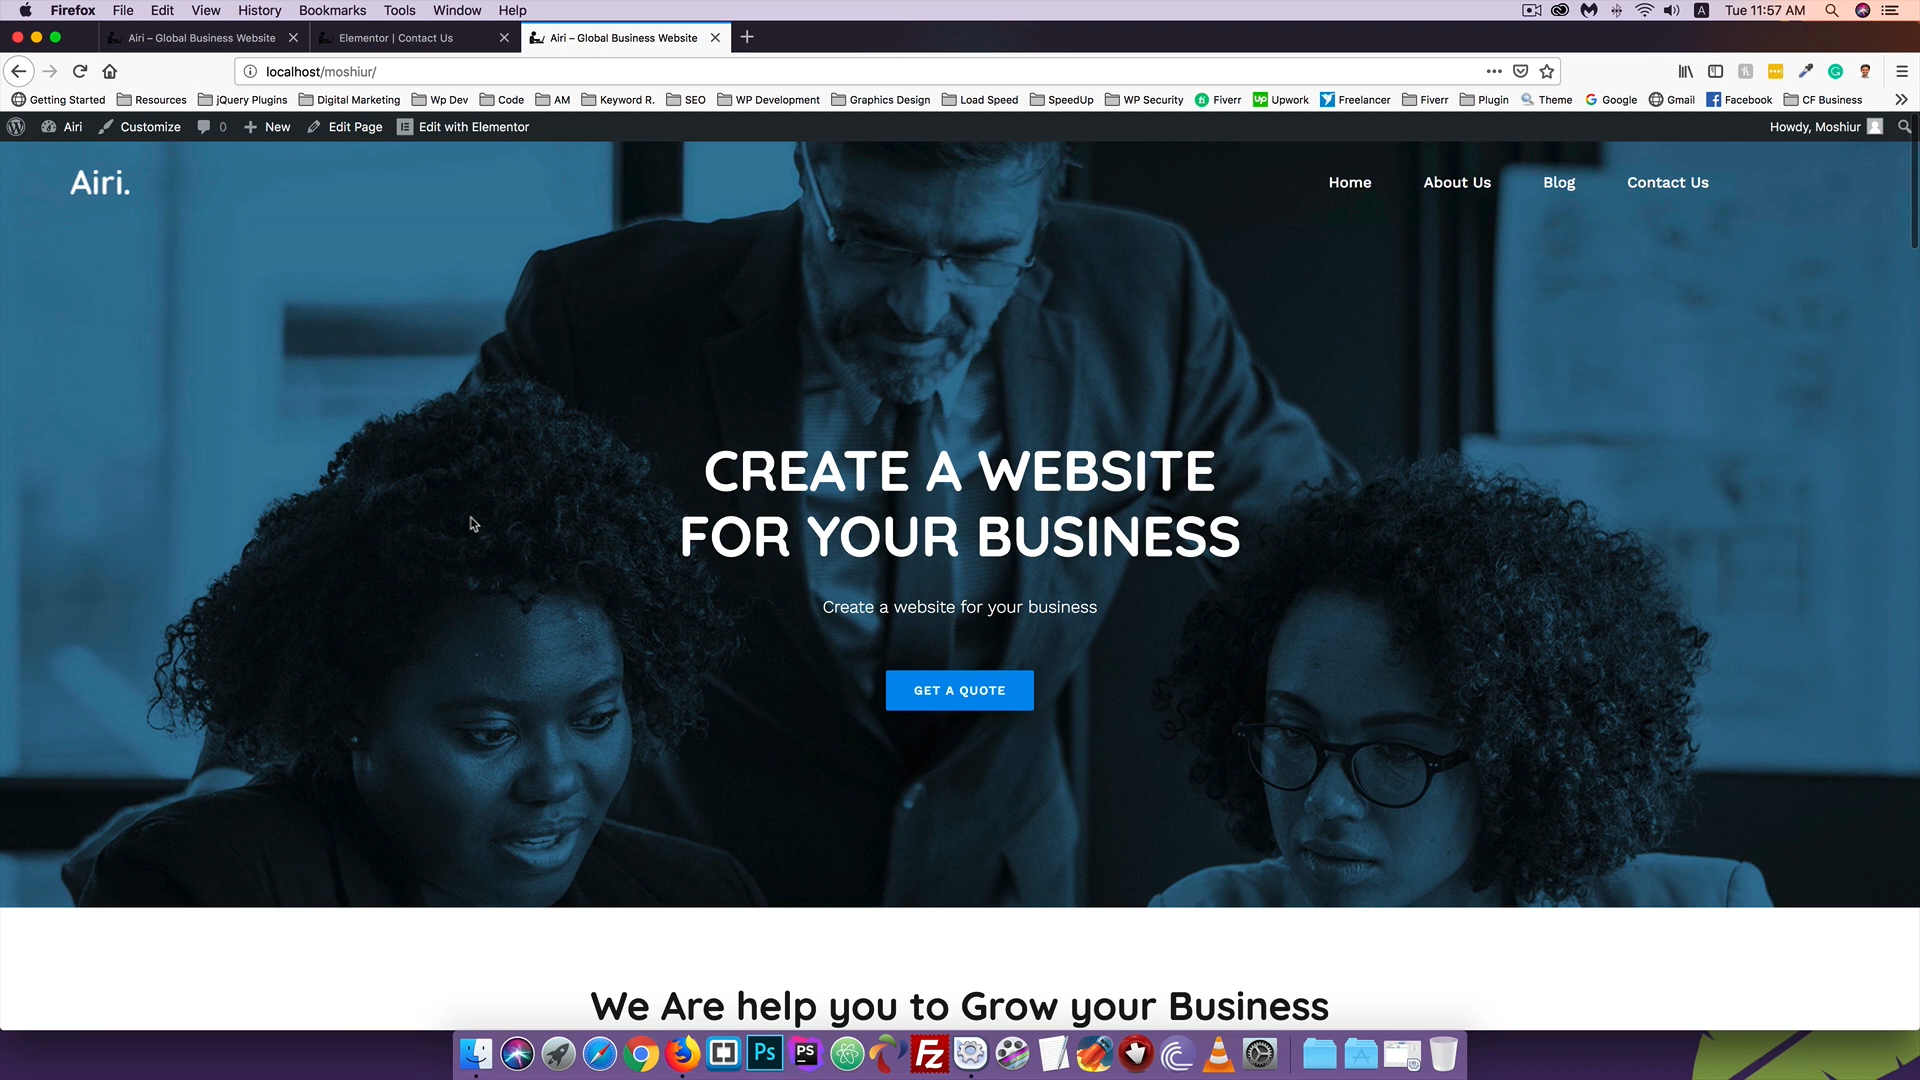 Firefox File Edit View History Bookmarks Tools Window Help A Tue 11:57 AM
Airi – Global Business Website Elementor | Contact Us Airi – Global Business Website
localhost/moshiur/
Getting Started Resources jQuery Plugins Digital Marketing Wp Dev Code AM Keyword R. SEO WP Development Graphics Design Load Speed SpeedUp WP Security Fiverr Upwork Freelancer Fiverr Plugin Theme Google Gmail Facebook CF Business
Airi Customize 0 New Edit Page Edit with Elementor Howdy, Moshiur
Airi. Home About Us Blog Contact Us
CREATE A WEBSITE
FOR YOUR BUSINESS
Create a website for your business
GET A QUOTE
We Are help you to Grow your Business
Ps PS FZ